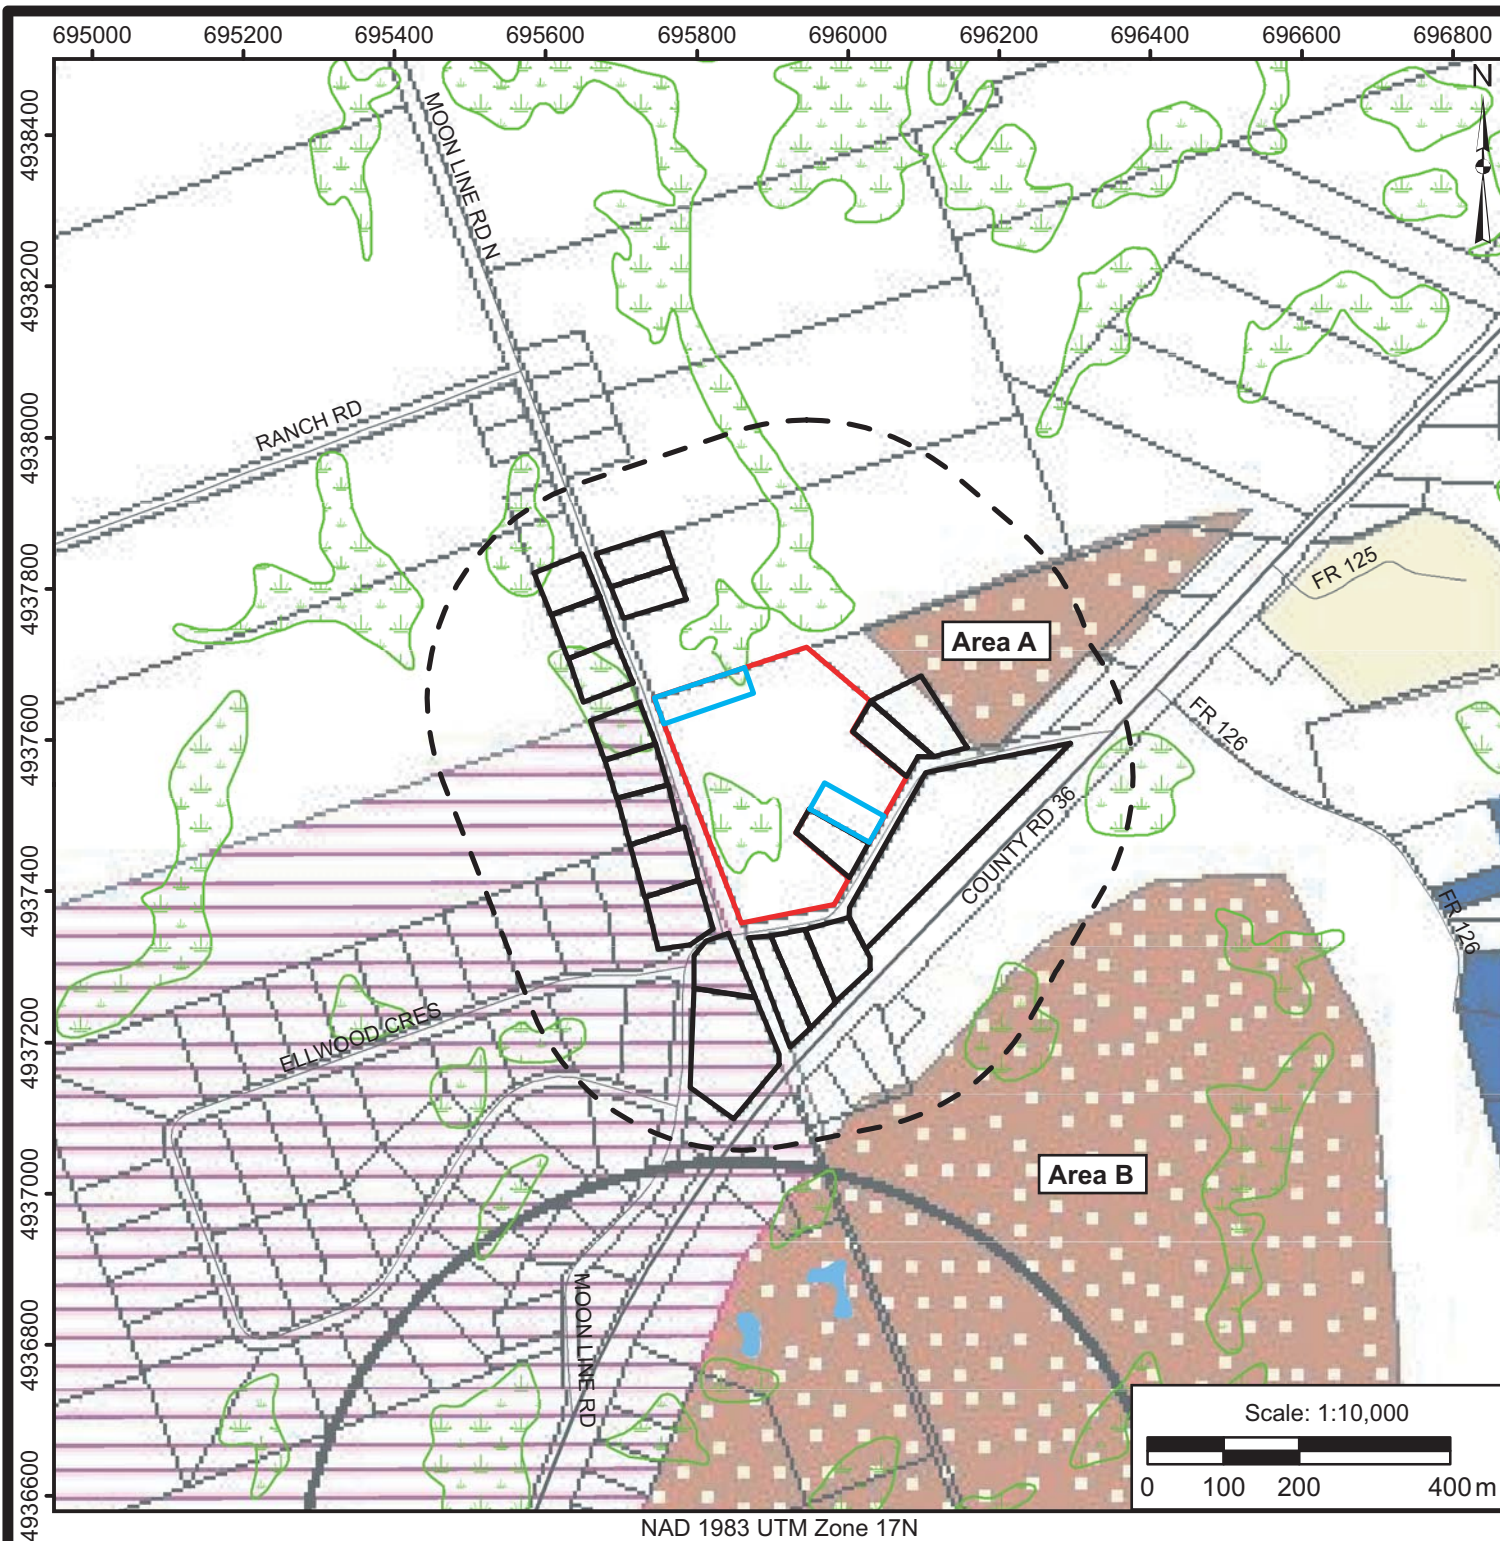 695000 695200 695400 695600 695800 696000 696200 696400 696600 696800
N
4938400
4938200
4938000
4937800
4937600
4937400
4937200
4937000
4936800
4936600
MOON LINE RD N
RANCH RD
FR 125
Area A
FR 126
COUNTY RD 36
FR 126
ELLWOOD CRES
Area B
MOON LINE RD
Scale: 1:10,000
0 100 200 400 m
NAD 1983 UTM Zone 17N